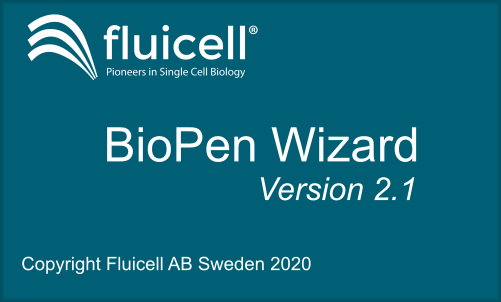 fluicell®
Pioneers in Single Cell Biology
BioPen Wizard
Version 2.1
Copyright Fluicell AB Sweden 2020